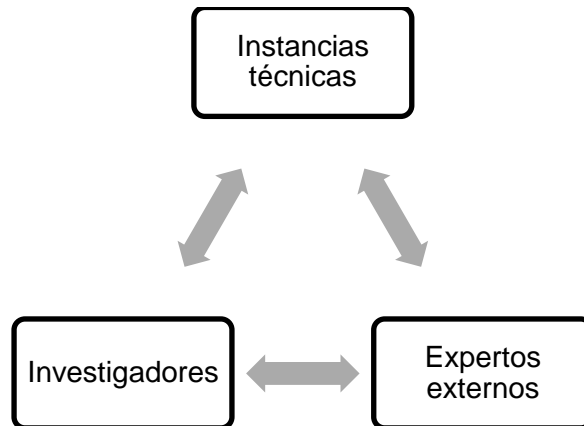 Instancias
técnicas
Investigadores
Expertos
externos